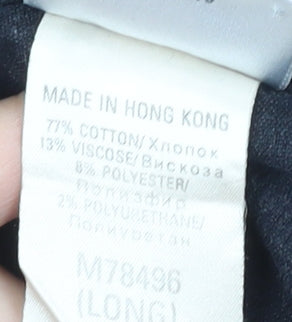 MADE IN HONG KONG
77% COTTON/Хлопок
13% VISCOSE/Вискоза
8% POLYESTER/
Полиэфир
2% POLYURETHANE/
Полиуретан
M78496
(LONG)